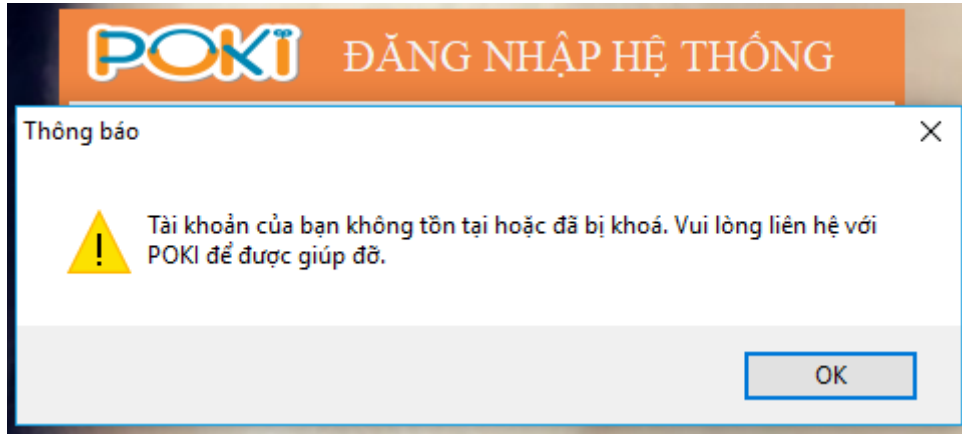 POKI ĐĂNG NHẬP HỆ THỐNG
Thông báo
Tài khoản của bạn không tồn tại hoặc đã bị khoá. Vui lòng liên hệ với
POKI để được giúp đỡ.
OK